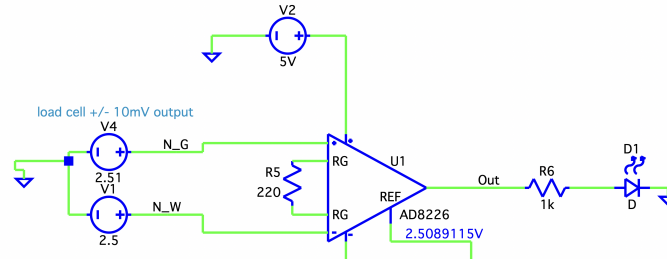 V2
5V
load cell +/- 10mV output
V4
N_G
2.51
V1
N_W
2.5
R5
220
RG
RG
U1
REF
AD8226
2.5089115V
Out
R6
1k
D1
D